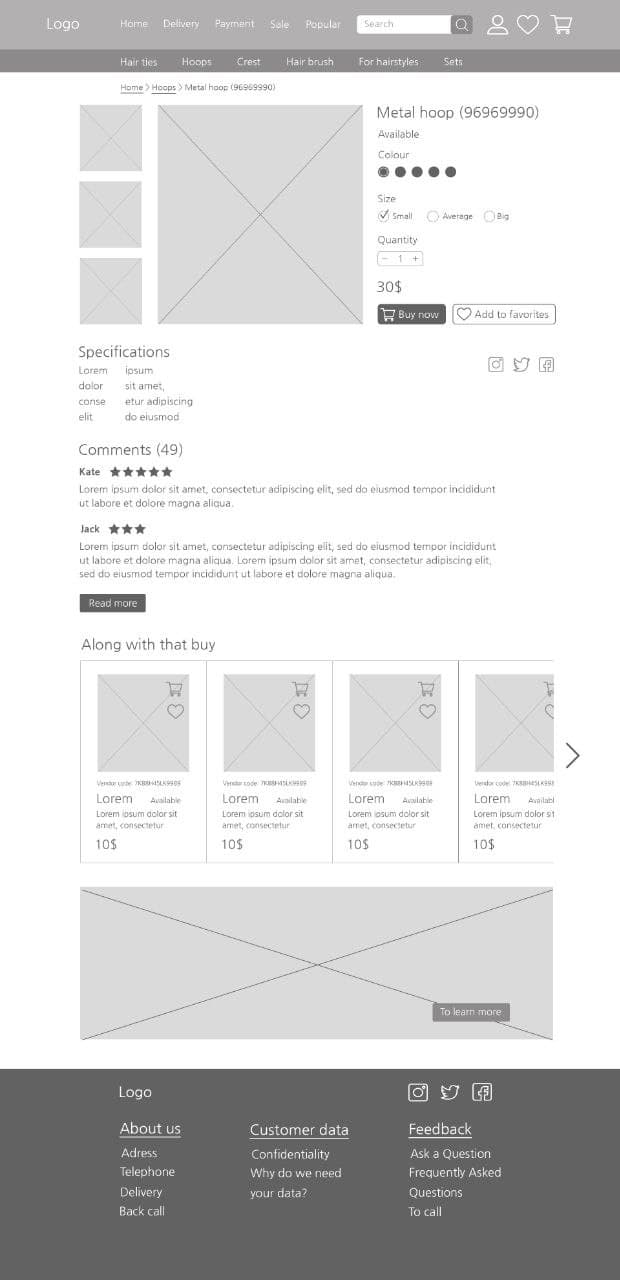 Logo
Home Delivery Payment Sale Popular
Search
Hair ties Hoops Crest Hair brush For hairstyles Sets
Home > Hoops > Metal hoop (96969990)
Metal hoop (96969990)
Available
Colour
Size
Small Average Big
Quantity
− 1 +
30$
Buy now Add to favorites
Specifications
Lorem ipsum
dolor sit amet,
conse etur adipiscing
elit do eiusmod
Comments (49)
Kate
Lorem ipsum dolor sit amet, consectetur adipiscing elit, sed do eiusmod tempor incididunt
ut labore et dolore magna aliqua.
Jack
Lorem ipsum dolor sit amet, consectetur adipiscing elit, sed do eiusmod tempor incididunt
ut labore et dolore magna aliqua. Lorem ipsum dolor sit amet, consectetur adipiscing elit,
sed do eiusmod tempor incididunt ut labore et dolore magna aliqua.
Read more
Along with that buy
Vendor code:
Lorem Available
Lorem ipsum dolor sit
amet, consectetur
10$
Vendor code:
Lorem Available
Lorem ipsum dolor sit
amet, consectetur
10$
Vendor code:
Lorem Available
Lorem ipsum dolor sit
amet, consectetur
10$
Vendor code:
Lorem Availabl
Lorem ipsum dolor sit
amet, consectetur
10$
To learn more
Logo
About us
Adress
Telephone
Delivery
Back call
Customer data
Confidentiality
Why do we need
your data?
Feedback
Ask a Question
Frequently Asked
Questions
To call